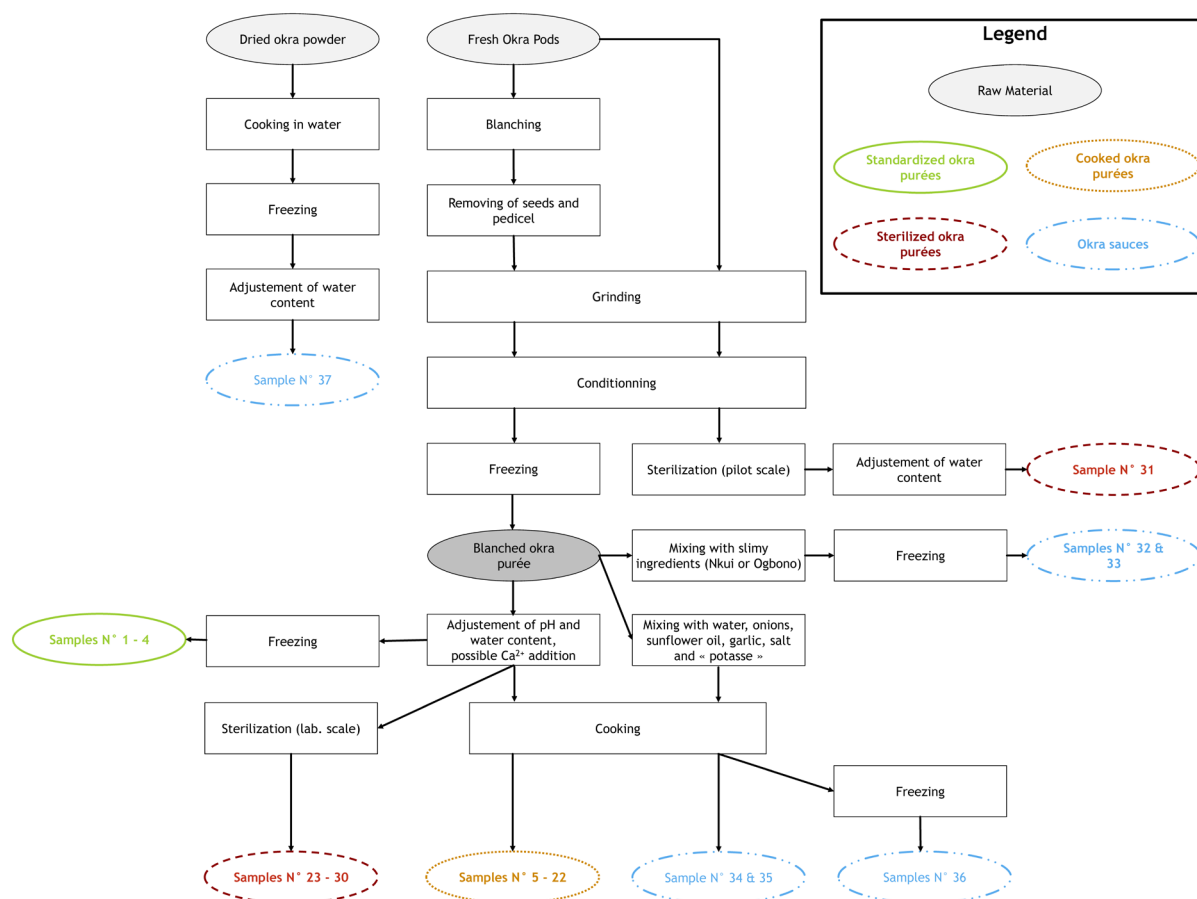 Dried okra powder
Fresh Okra Pods
Legend
Raw Material
Cooking in water
Blanching
Standardized okra
purées
Cooked okra
purées
Freezing
Removing of seeds and
pedicel
Sterilized okra
purées
Okra sauces
Adjustement of water
content
Grinding
Sample N° 37
Conditionning
Freezing
Sterilization (pilot scale)
Adjustement of water
content
Sample N° 31
Blanched okra
purée
Mixing with slimy
ingredients (Nkui or Ogbono)
Freezing
Samples N° 32 &
33
Samples N° 1 - 4
Freezing
Adjustement of pH and
water content,
possible Ca²⁺ addition
Mixing with water, onions,
sunflower oil, garlic, salt
and « potasse »
Sterilization (lab. scale)
Cooking
Freezing
Samples N° 23 - 30
Samples N° 5 - 22
Sample N° 34 & 35
Samples N° 36